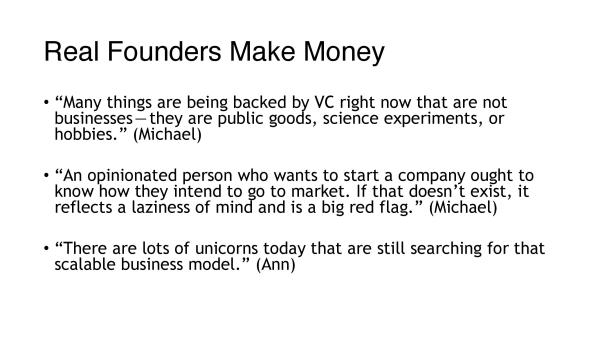 Real Founders Make Money
• “Many things are being backed by VC right now that are not
businesses—they are public goods, science experiments, or
hobbies.” (Michael)
• “An opinionated person who wants to start a company ought to
know how they intend to go to market. If that doesn’t exist, it
reflects a laziness of mind and is a big red flag.” (Michael)
• “There are lots of unicorns today that are still searching for that
scalable business model.” (Ann)